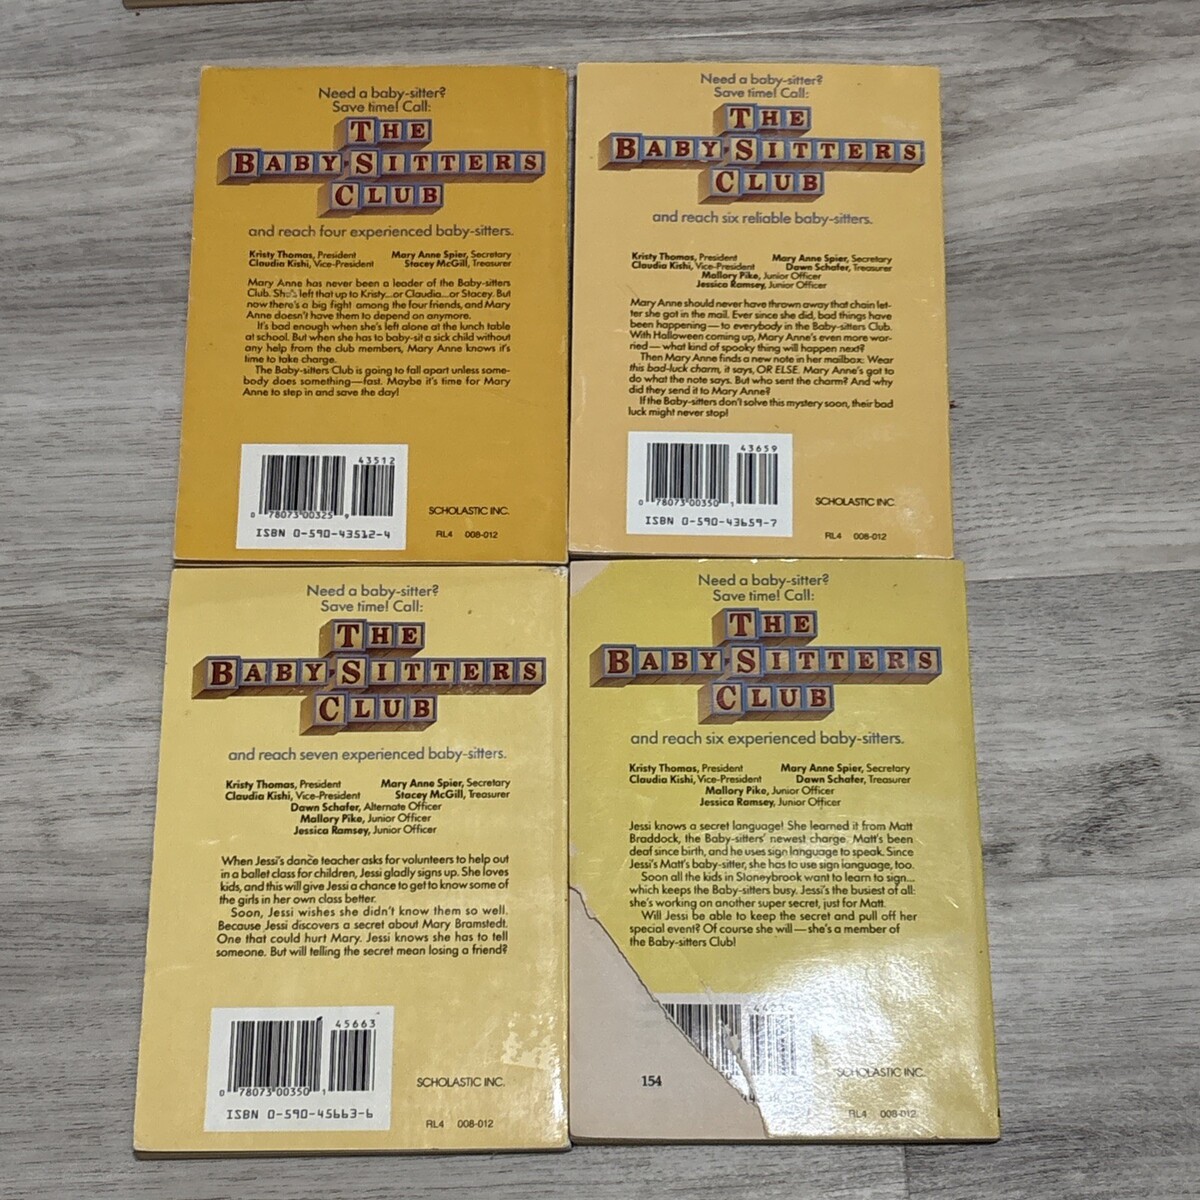 Need a baby-sitter?
Save time! Call:
THE
BABY-SITTERS
CLUB
and reach four experienced baby-sitters.
Kristy Thomas, President Mary Anne Spier, Secretary
Claudia Kishi, Vice-President Stacey McGill, Treasurer
Mary Anne has never been a leader of the Baby-sitters
Club. She left that up to Kristy...or Claudia...or Stacey. But
now there's a big fight among the four friends, and Mary
Anne doesn't have them to depend on anymore.
It's bad enough when she's left alone at the lunch table
at school. But when she has to baby-sit a sick child without
any help from the club members, Mary Anne knows it's
time to take charge.
The Baby-sitters Club is going to fall apart unless some-
body does something—fast. Maybe it's time for Mary
Anne to step in and save the day!
43512
0 78073 00325 9
ISBN 0-590-43512-4
SCHOLASTIC INC.
RL4 008-012
Need a baby-sitter?
Save time! Call:
THE
BABY-SITTERS
CLUB
and reach six reliable baby-sitters.
Kristy Thomas, President Mary Anne Spier, Secretary
Claudia Kishi, Vice-President Dawn Schafer, Treasurer
Mallory Pike, Junior Officer
Jessica Ramsey, Junior Officer
Mary Anne should never have thrown away that chain let-
ter she got in the mail. Ever since she did, bad things have
been happening—to everybody in the Baby-sitters Club.
With Halloween coming up, Mary Anne's even more wor-
ried—what kind of spooky thing will happen next?
Then Mary Anne finds a new note in her mailbox: Wear
this bad-luck charm, it says, OR ELSE. Mary Anne's got to
do what the note says. But who sent the charm? And why
did they send it to Mary Anne?
If the Baby-sitters don't solve this mystery soon, their bad
luck might never stop!
43659
0 78073 00350 1
ISBN 0-590-43659-7
SCHOLASTIC INC.
RL4 008-012
Need a baby-sitter?
Save time! Call:
THE
BABY-SITTERS
CLUB
and reach seven experienced baby-sitters.
Kristy Thomas, President Mary Anne Spier, Secretary
Claudia Kishi, Vice-President Stacey McGill, Treasurer
Dawn Schafer, Alternate Officer
Mallory Pike, Junior Officer
Jessica Ramsey, Junior Officer
When Jessi's dance teacher asks for volunteers to help out
in a ballet class for children, Jessi gladly signs up. She loves
kids, and this will give Jessi a chance to get to know some of
the girls in her own class better.
Soon, Jessi wishes she didn't know them so well.
Because Jessi discovers a secret about Mary Bramstedt.
One that could hurt Mary. Jessi knows she has to tell
someone. But will telling the secret mean losing a friend?
45663
0 78073 00350 1
ISBN 0-590-45663-6
SCHOLASTIC INC.
RL4 008-012
Need a baby-sitter?
Save time! Call:
THE
BABY-SITTERS
CLUB
and reach six experienced baby-sitters.
Kristy Thomas, President Mary Anne Spier, Secretary
Claudia Kishi, Vice-President Dawn Schafer, Treasurer
Mallory Pike, Junior Officer
Jessica Ramsey, Junior Officer
Jessi knows a secret language! She learned it from Matt
Braddock, the Baby-sitters' newest charge. Matt's been
deaf since birth, and he uses sign language to speak. Since
Jessi's Matt's baby-sitter, she has to use sign language, too.
Soon all the kids in Stoneybrook want to learn to sign...
which keeps the Baby-sitters busy. Jessi's the busiest of all:
she's working on another super secret, just for Matt.
Will Jessi be able to keep the secret and pull off her
special event? Of course she will—she's a member of
the Baby-sitters Club!
154
SCHOLASTIC INC.
RL4 008-012